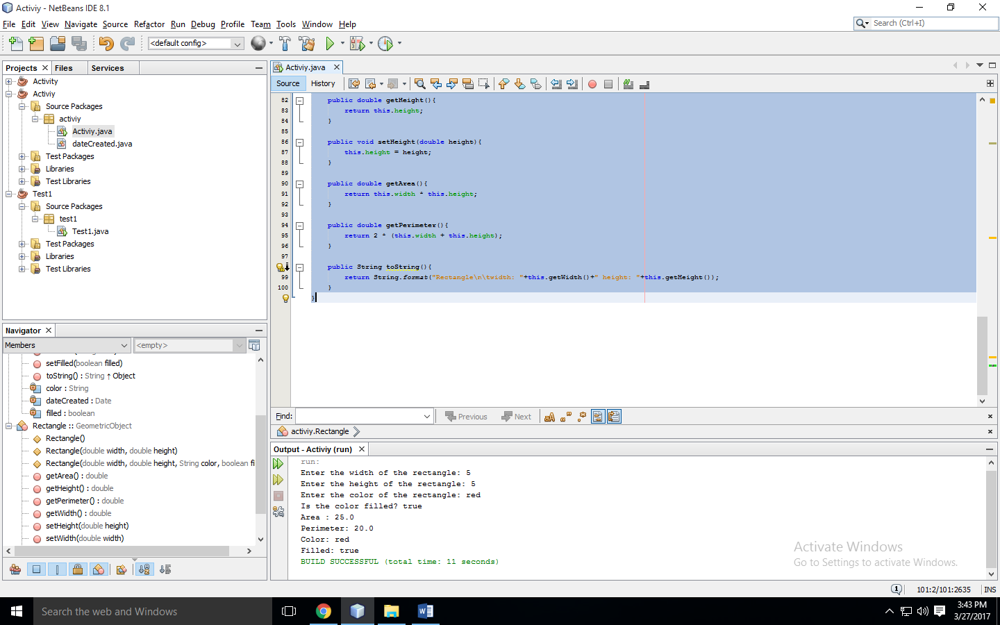 Activiy - NetBeans IDE 8.1
File Edit View Navigate Source Refactor Run Debug Profile Team Tools Window Help
Search (Ctrl+I)
<default config>
Projects Files Services
Activity
Activiy
Source Packages
activiy
Activiy.java
dateCreated.java
Test Packages
Libraries
Test Libraries
Test1
Source Packages
test1
Test1.java
Test Packages
Libraries
Test Libraries
Navigator
Members <empty>
setFilled(boolean filled)
toString() : String ↑ Object
color : String
dateCreated : Date
filled : boolean
Rectangle :: GeometricObject
Rectangle()
Rectangle(double width, double height)
Rectangle(double width, double height, String color, boolean fi
getArea() : double
getHeight() : double
getPerimeter() : double
getWidth() : double
setHeight(double height)
setWidth(double width)
Activiy.java
Source History
82 public double getHeight(){
83 return this.height;
84 }
85
86 public void setHeight(double height){
87 this.height = height;
88 }
89
90 public double getArea(){
91 return this.width * this.height;
92 }
93
94 public double getPerimeter(){
95 return 2 * (this.width + this.height);
96 }
97
public String toString(){
99 return String.format("Rectangle\n\twidth: "+this.getWidth()+" height: "+this.getHeight());
100 }
}
Find: Previous Next
activiy.Rectangle
Output - Activiy (run)
run:
Enter the width of the rectangle: 5
Enter the height of the rectangle: 5
Enter the color of the rectangle: red
Is the color filled? true
Area : 25.0
Perimeter: 20.0
Color: red
Filled: true
BUILD SUCCESSFUL (total time: 11 seconds)
Activate Windows
Go to Settings to activate Windows.
1 101:2/101:2635 INS
Search the web and Windows
3:43 PM
3/27/2017